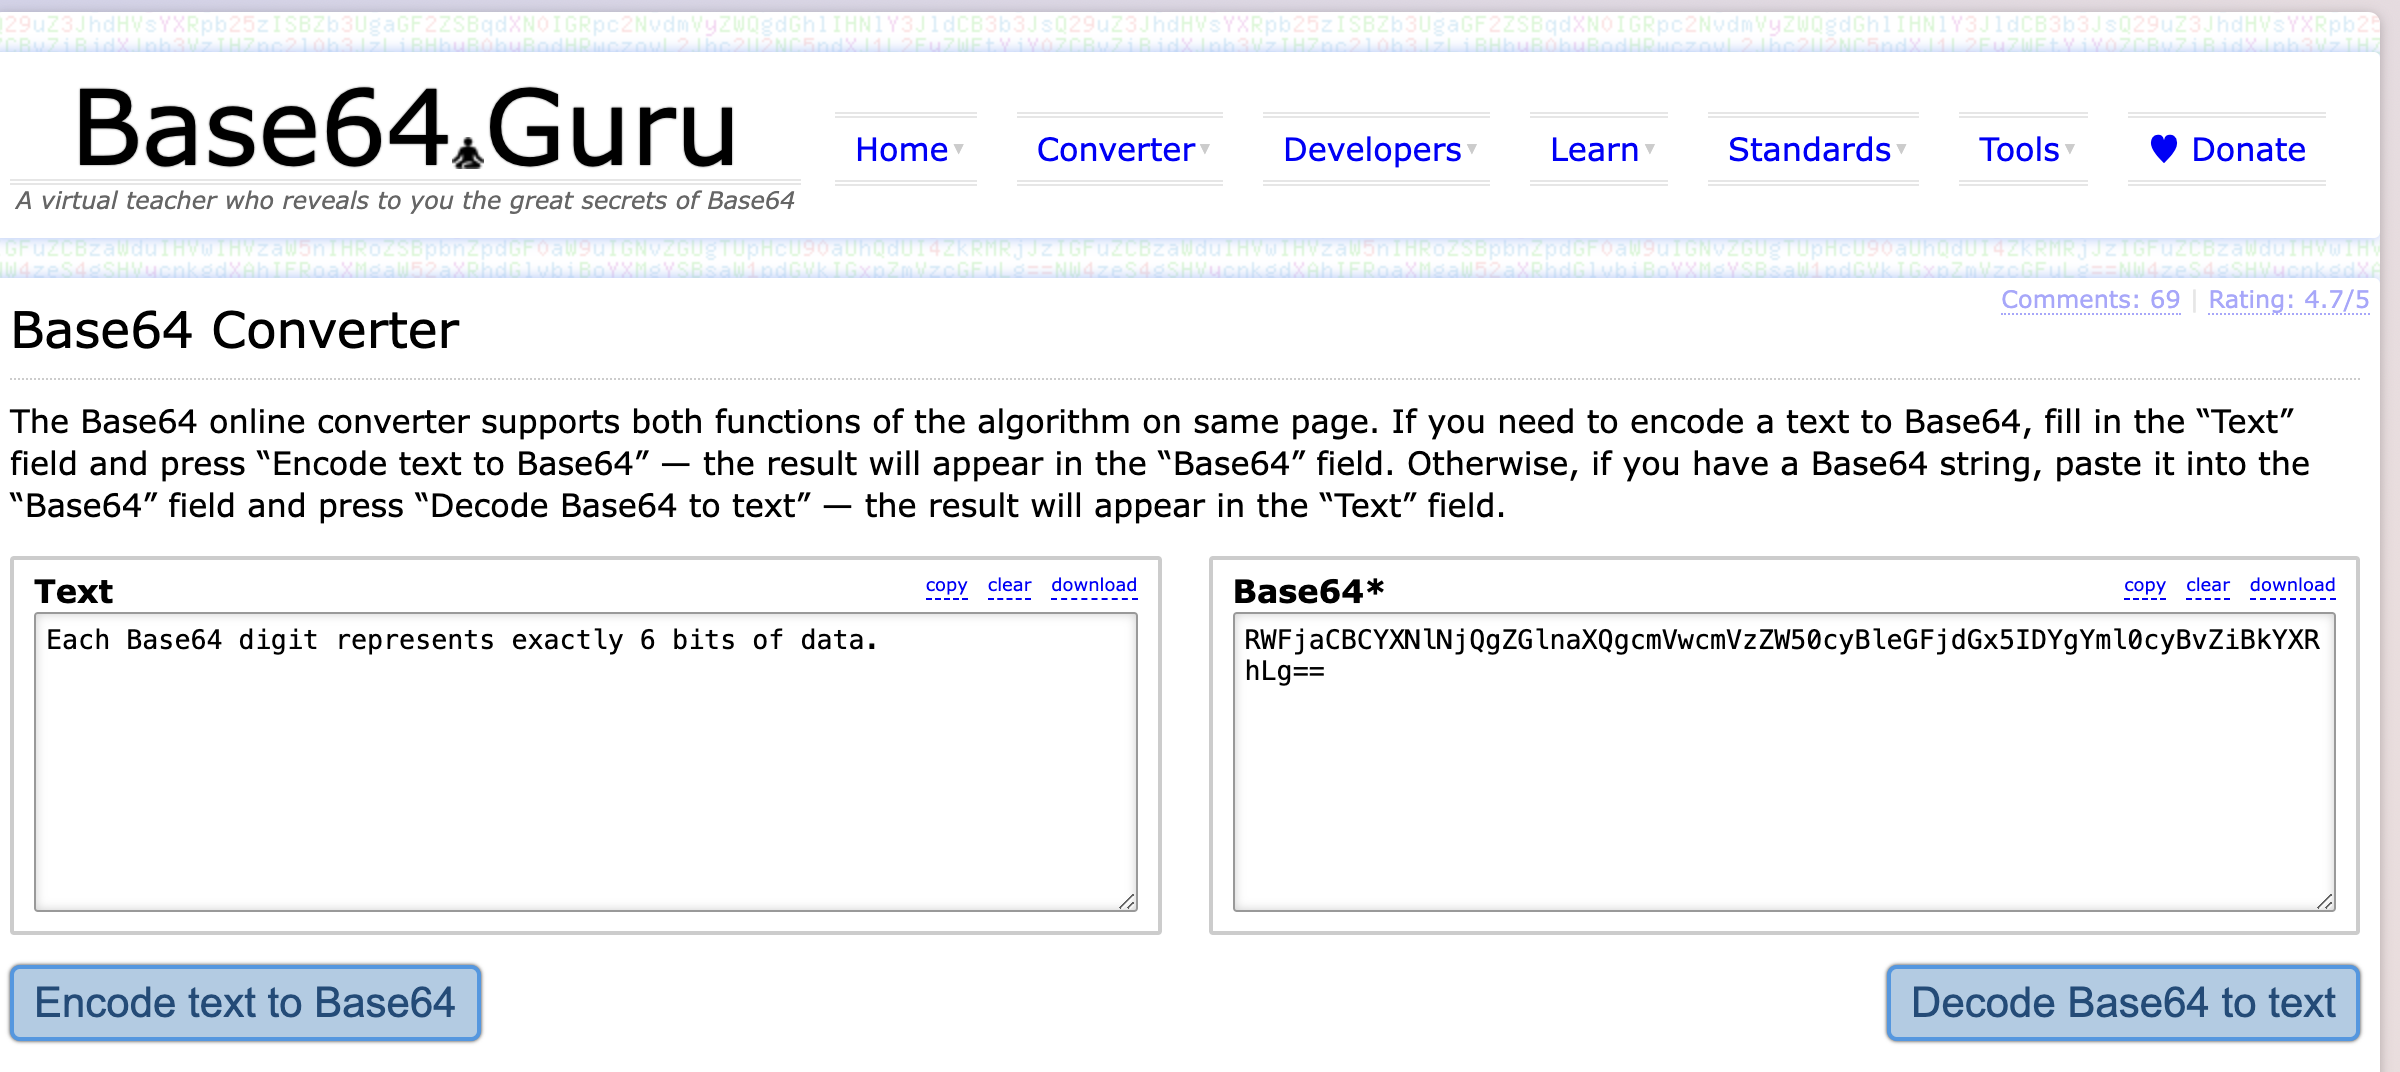 Base64.Guru
A virtual teacher who reveals to you the great secrets of Base64
Home
Converter
Developers
Learn
Standards
Tools
Donate
Comments: 69 | Rating: 4.7/5
Base64 Converter
The Base64 online converter supports both functions of the algorithm on same page. If you need to encode a text to Base64, fill in the “Text”
field and press “Encode text to Base64” — the result will appear in the “Base64” field. Otherwise, if you have a Base64 string, paste it into the
“Base64” field and press “Decode Base64 to text” — the result will appear in the “Text” field.
Text
copy clear download
Each Base64 digit represents exactly 6 bits of data.
Base64*
copy clear download
RWFjaCBCYXNlNjQgZGlnaXQgcmVwcmVzZW50cyBleGFjdGx5IDYgYml0cyBvZiBkYXR
hLg==
Encode text to Base64
Decode Base64 to text